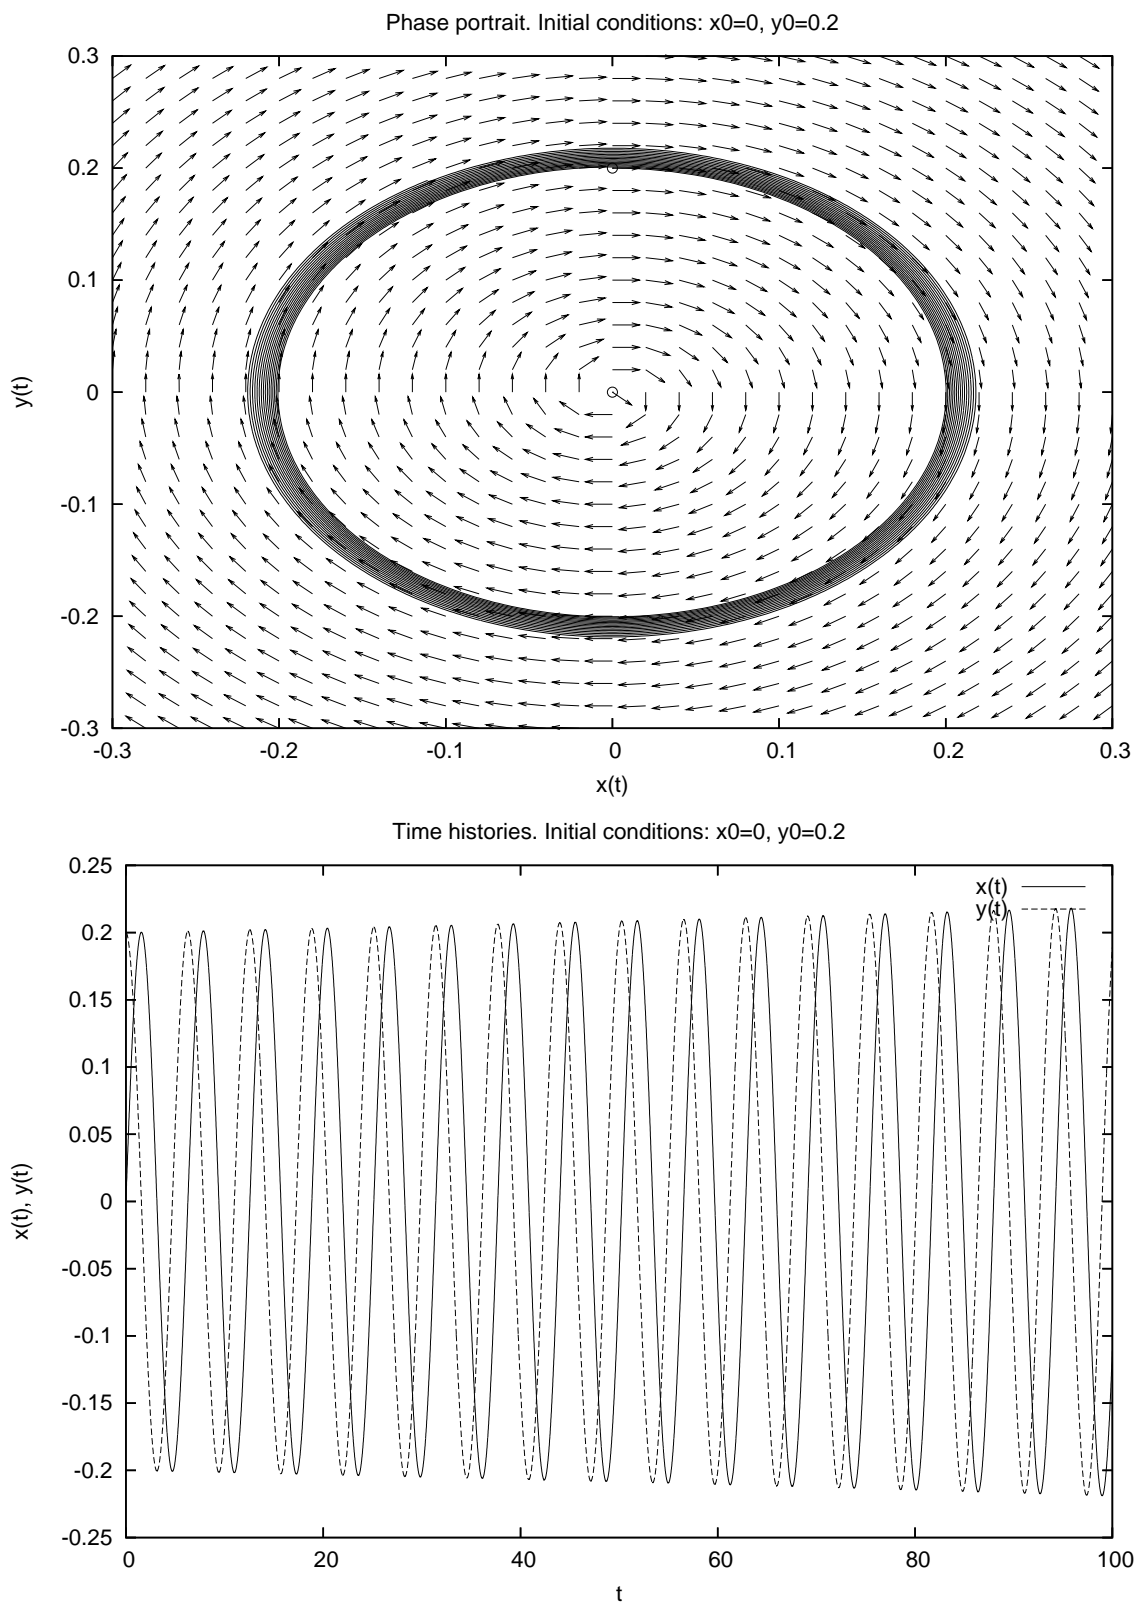 Phase portrait. Initial conditions: x0=0, y0=0.2
0.3
0.2
0.1
0
-0.1
-0.2
-0.3
y(t)
-0.3 -0.2 -0.1 0 0.1 0.2 0.3
x(t)
Time histories. Initial conditions: x0=0, y0=0.2
0.25
0.2
0.15
0.1
0.05
0
-0.05
-0.1
-0.15
-0.2
-0.25
x(t), y(t)
x(t)
y(t)
0 20 40 60 80 100
t